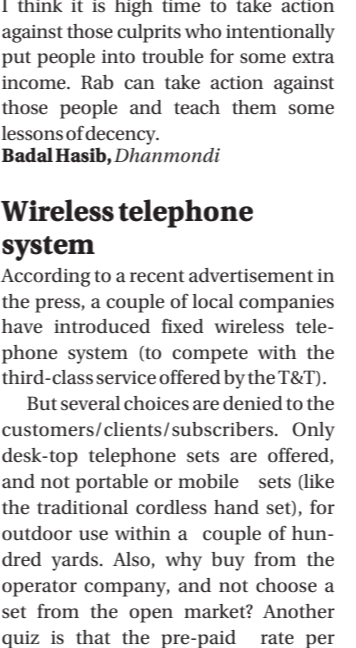 I think it is high time to take action
against those culprits who intentionally
put people into trouble for some extra
income. Rab can take action against
those people and teach them some
lessons of decency.
Badal Hasib, Dhanmondi
Wireless telephone
system
According to a recent advertisement in
the press, a couple of local companies
have introduced fixed wireless tele-
phone system (to compete with the
third-class service offered by the T&T).
But several choices are denied to the
customers/clients/subscribers. Only
desk-top telephone sets are offered,
and not portable or mobile sets (like
the traditional cordless hand set), for
outdoor use within a couple of hun-
dred yards. Also, why buy from the
operator company, and not choose a
set from the open market? Another
quiz is that the pre-paid rate per